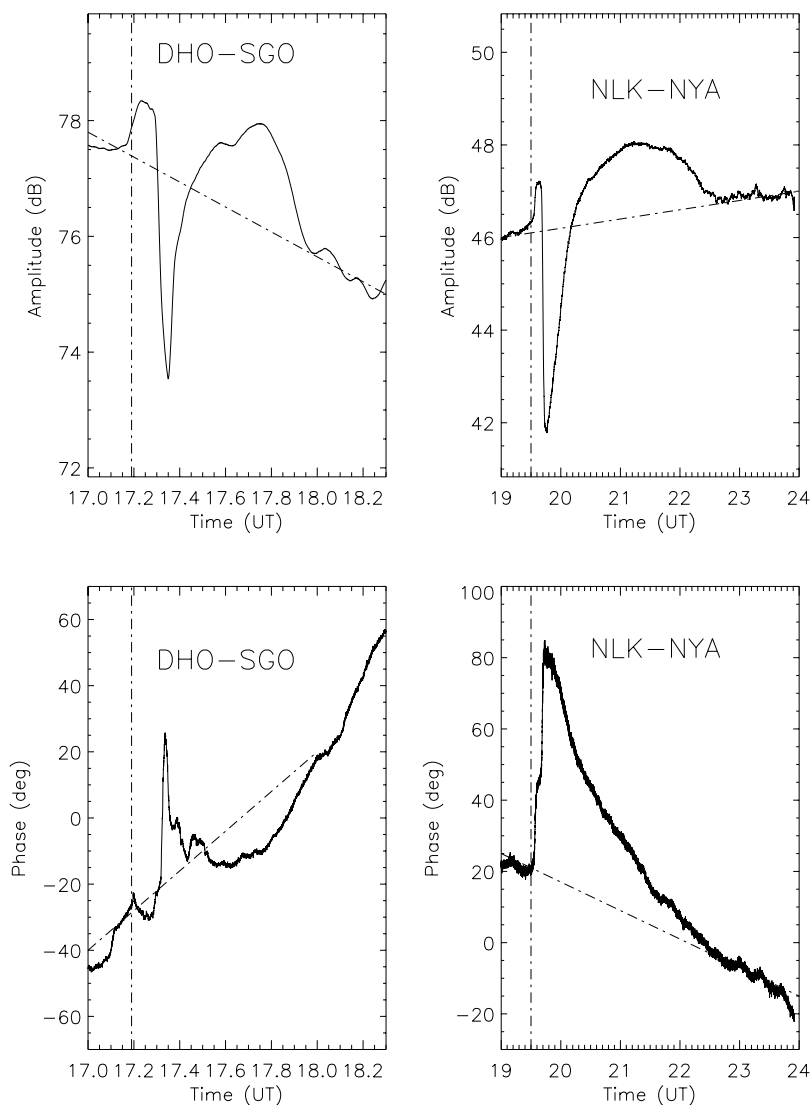 DHO−SGO
Amplitude (dB)
78
76
74
72
17.0 17.2 17.4 17.6 17.8 18.0 18.2
Time (UT)
NLK−NYA
Amplitude (dB)
50
48
46
44
42
19 20 21 22 23 24
Time (UT)
DHO−SGO
Phase (deg)
60
40
20
0
−20
−40
−60
17.0 17.2 17.4 17.6 17.8 18.0 18.2
Time (UT)
NLK−NYA
Phase (deg)
100
80
60
40
20
0
−20
19 20 21 22 23 24
Time (UT)